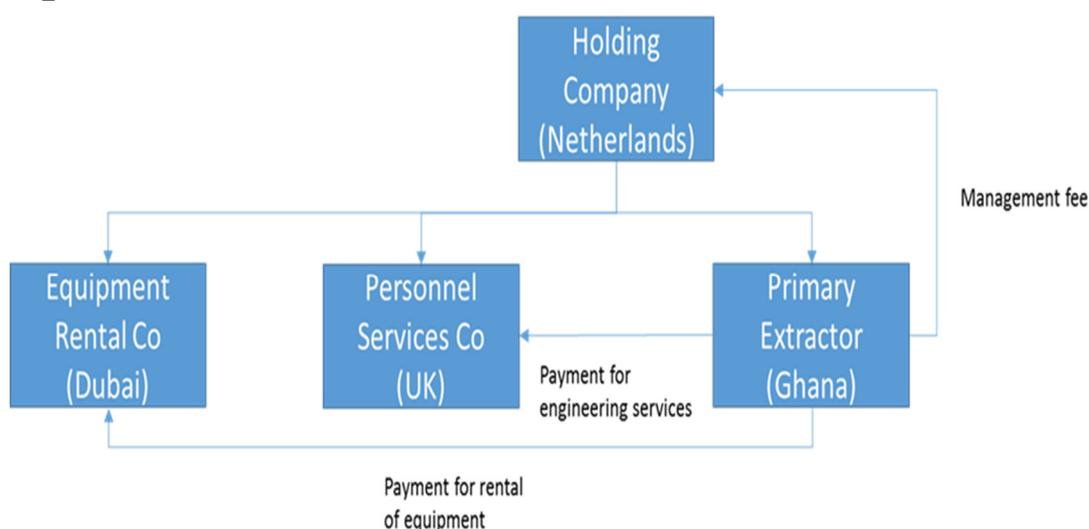 Holding
Company
(Netherlands)
Management fee
Equipment
Rental Co
(Dubai)
Personnel
Services Co
(UK)
Primary
Extractor
(Ghana)
Payment for
engineering services
Payment for rental
of equipment